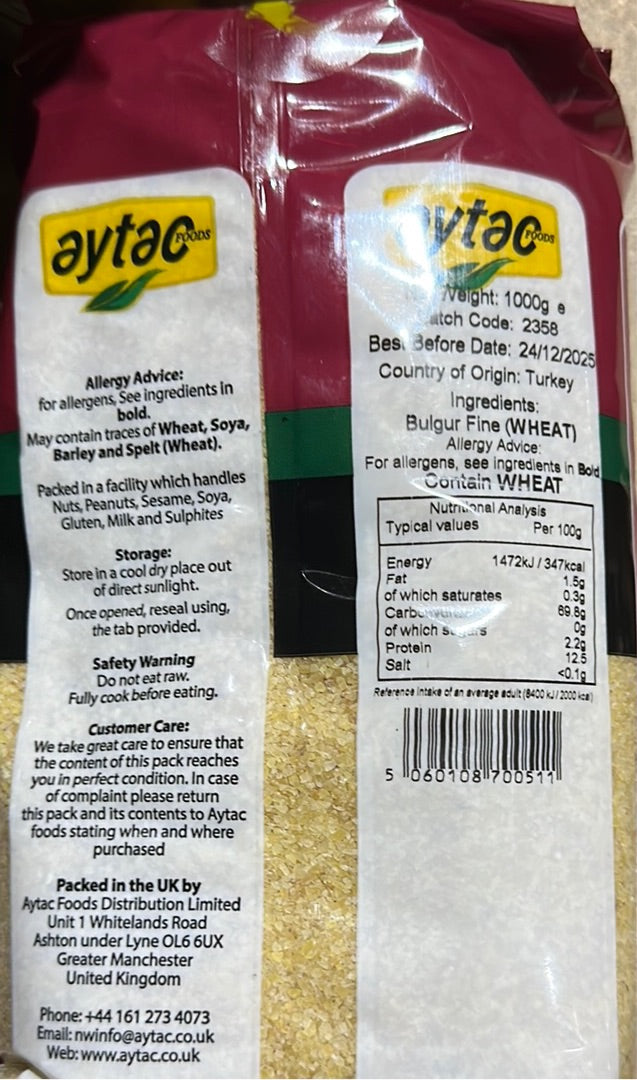 aytac FOODS
Allergy Advice:
for allergens, See ingredients in
bold.
May contain traces of Wheat, Soya,
Barley and Spelt (Wheat).
Packed in a facility which handles
Nuts, Peanuts, Sesame, Soya,
Gluten, Milk and Sulphites
Storage:
Store in a cool dry place out
of direct sunlight.
Once opened, reseal using,
the tab provided.
Safety Warning
Do not eat raw.
Fully cook before eating.
Customer Care:
We take great care to ensure that
the content of this pack reaches
you in perfect condition. In case
of complaint please return
this pack and its contents to Aytac
foods stating when and where
purchased
Packed in the UK by
Aytac Foods Distribution Limited
Unit 1 Whitelands Road
Ashton under Lyne OL6 6UX
Greater Manchester
United Kingdom
Phone: +44 161 273 4073
Email: nwinfo@aytac.co.uk
Web: www.aytac.co.uk
aytac FOODS
Weight: 1000g e
Batch Code: 2358
Best Before Date: 24/12/2025
Country of Origin: Turkey
Ingredients:
Bulgur Fine (WHEAT)
Allergy Advice:
For allergens, see ingredients in Bold
Contain WHEAT
Nutritional Analysis
Typical values Per 100g
Energy 1472kJ / 347kcal
Fat 1.5g
of which saturates 0.3g
Carbohydrate 69.8g
of which sugars 0g
Protein 2.2g
Salt 12.5
<0.1g
Reference intake of an average adult (8400 kJ / 2000 kcal)
5 060108 700511